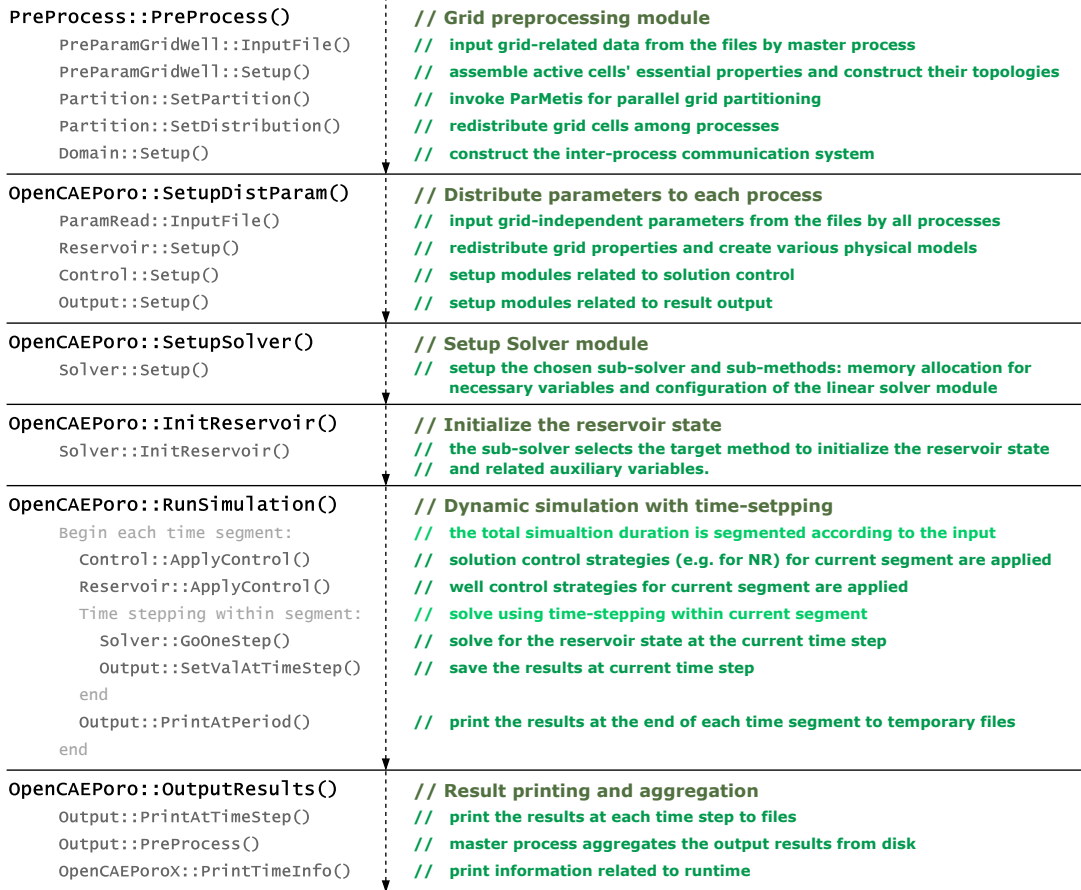 PreProcess::PreProcess() // Grid preprocessing module
PreParamGridWell::InputFile() // input grid-related data from the files by master process
PreParamGridWell::Setup() // assemble active cells' essential properties and construct their topologies
Partition::SetPartition() // invoke ParMetis for parallel grid partitioning
Partition::SetDistribution() // redistribute grid cells among processes
Domain::Setup() // construct the inter-process communication system
OpenCAEPoro::SetupDistParam() // Distribute parameters to each process
ParamRead::InputFile() // input grid-independent parameters from the files by all processes
Reservoir::Setup() // redistribute grid properties and create various physical models
Control::Setup() // setup modules related to solution control
Output::Setup() // setup modules related to result output
OpenCAEPoro::SetupSolver() // Setup Solver module
Solver::Setup() // setup the chosen sub-solver and sub-methods: memory allocation for
necessary variables and configuration of the linear solver module
OpenCAEPoro::InitReservoir() // Initialize the reservoir state
Solver::InitReservoir() // the sub-solver selects the target method to initialize the reservoir state
// and related auxiliary variables.
OpenCAEPoro::RunSimulation() // Dynamic simulation with time-setpping
Begin each time segment: // the total simualtion duration is segmented according to the input
Control::ApplyControl() // solution control strategies (e.g. for NR) for current segment are applied
Reservoir::ApplyControl() // well control strategies for current segment are applied
Time stepping within segment: // solve using time-stepping within current segment
Solver::GoOneStep() // solve for the reservoir state at the current time step
Output::SetValAtTimeStep() // save the results at current time step
end
Output::PrintAtPeriod() // print the results at the end of each time segment to temporary files
end
OpenCAEPoro::OutputResults() // Result printing and aggregation
Output::PrintAtTimeStep() // print the results at each time step to files
Output::PreProcess() // master process aggregates the output results from disk
OpenCAEPoroX::PrintTimeInfo() // print information related to runtime